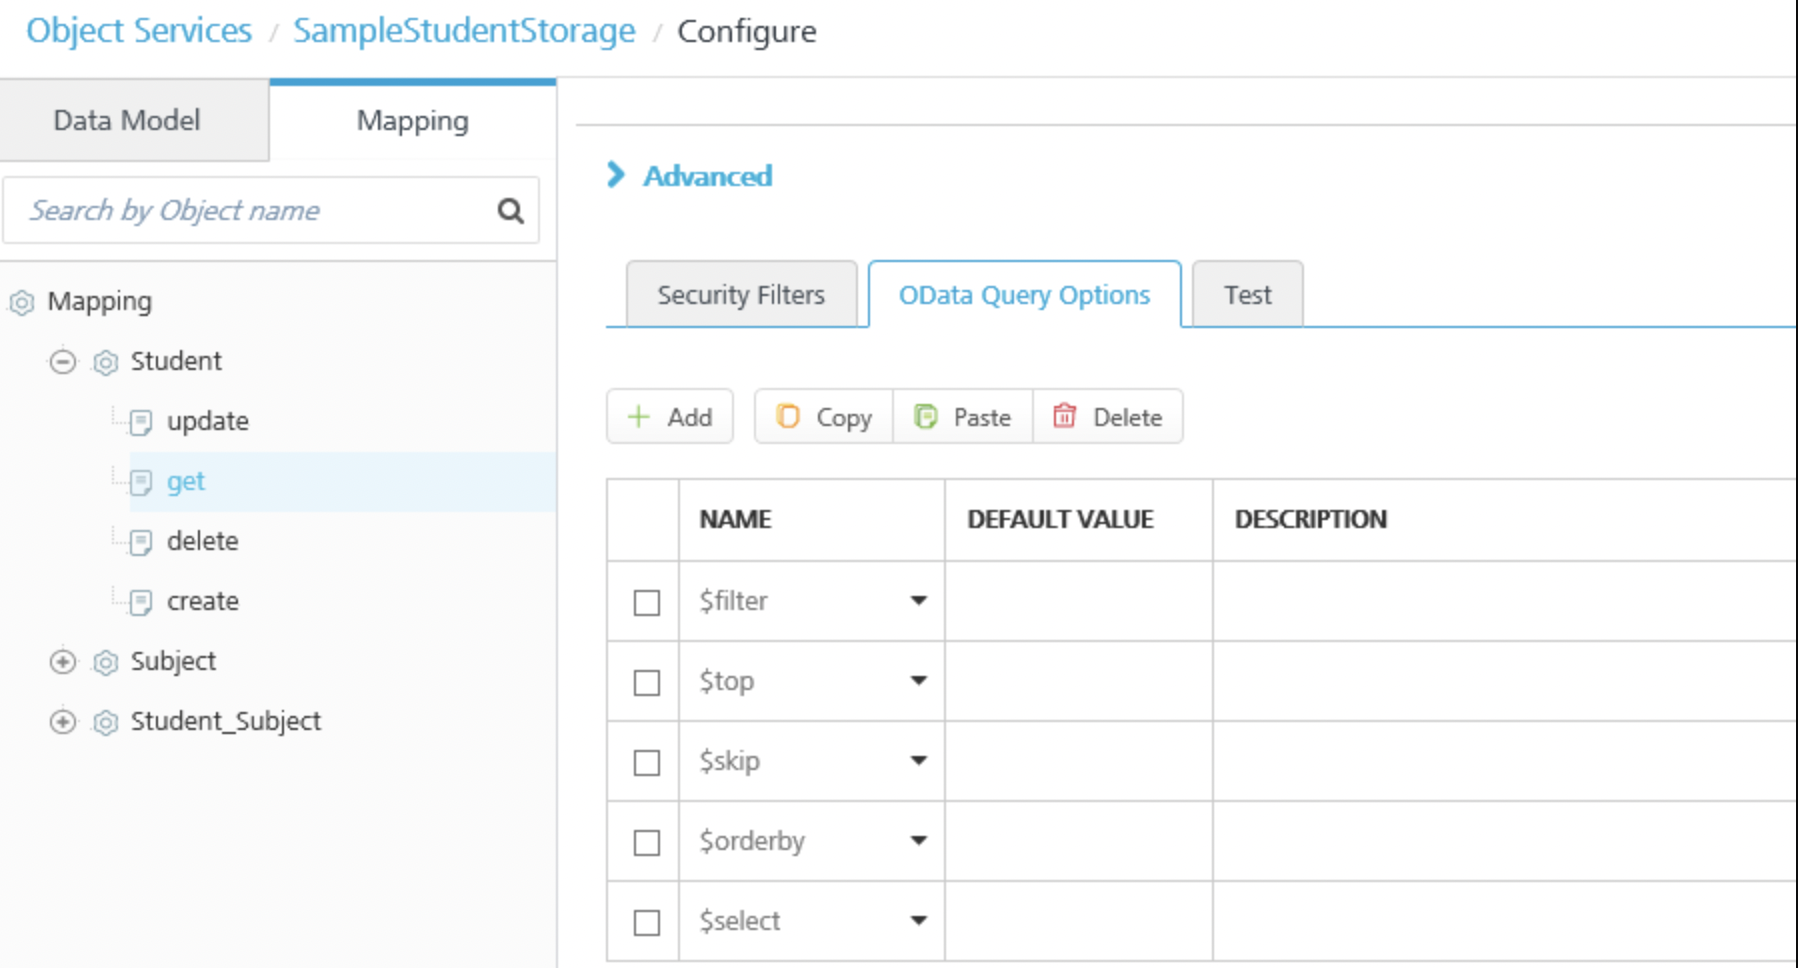 Object Services / SampleStudentStorage / Configure
Data Model
Mapping
Search by Object name
Mapping
Student
update
get
delete
create
Subject
Student_Subject
Advanced
Security Filters
OData Query Options
Test
Add
Copy
Paste
Delete
NAME DEFAULT VALUE DESCRIPTION
$filter
$top
$skip
$orderby
$select